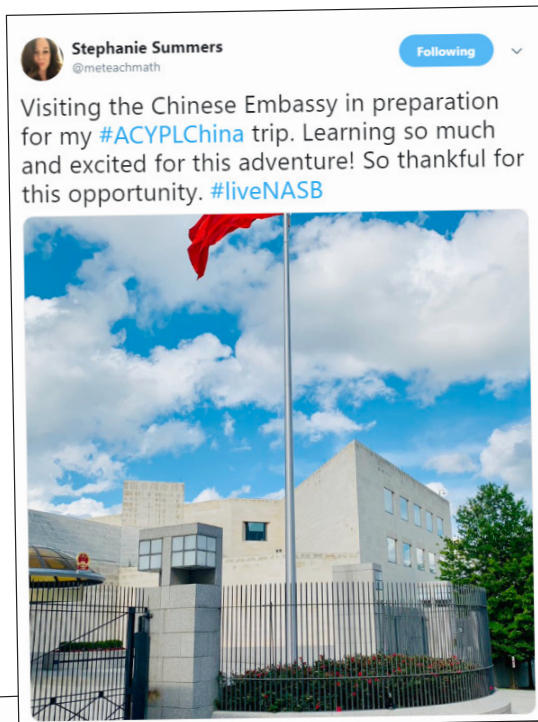 Stephanie Summers
@meteachmath
Following
Visiting the Chinese Embassy in preparation
for my #ACYPLChina trip. Learning so much
and excited for this adventure! So thankful for
this opportunity. #liveNASB